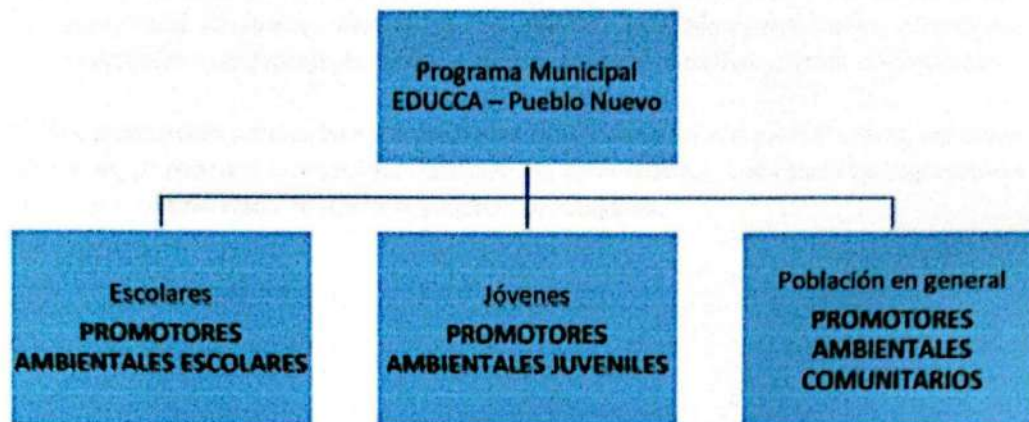 Programa Municipal
EDUCCA – Pueblo Nuevo
Escolares
PROMOTORES
AMBIENTALES ESCOLARES
Jóvenes
PROMOTORES
AMBIENTALES JUVENILES
Población en general
PROMOTORES
AMBIENTALES
COMUNITARIOS